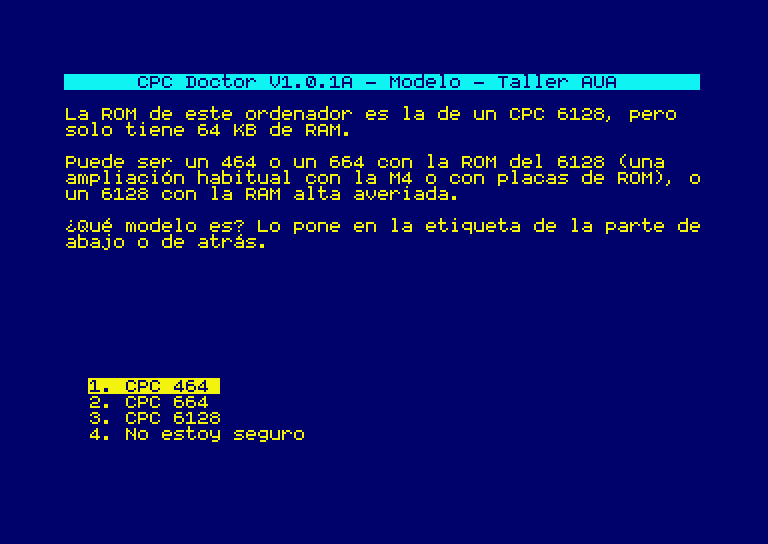 CPC Doctor V1.0.1A - Modelo - Taller AUA
La ROM de este ordenador es la de un CPC 6128, pero
solo tiene 64 KB de RAM.
Puede ser un 464 o un 664 con la ROM del 6128 (una
ampliación habitual con la M4 o con placas de ROM), o
un 6128 con la RAM alta averiada.
¿Qué modelo es? Lo pone en la etiqueta de la parte de
abajo o de atrás.
1. CPC 464
2. CPC 664
3. CPC 6128
4. No estoy seguro